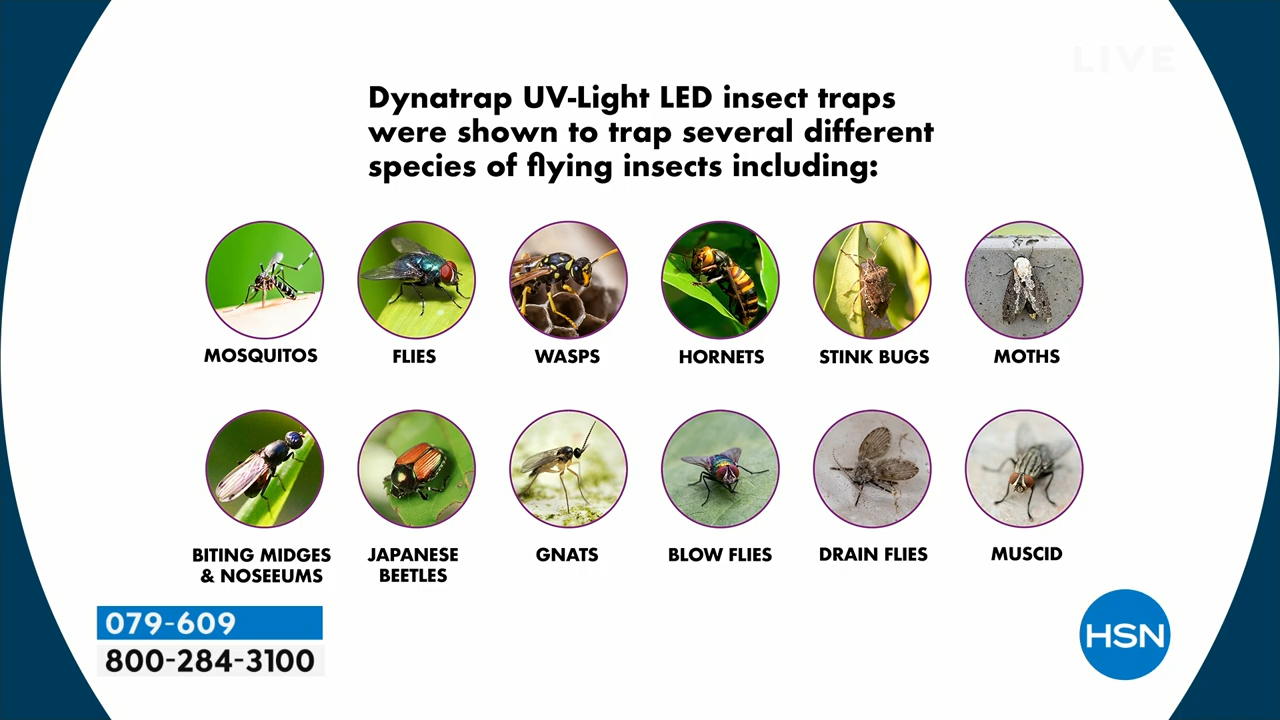 LIVE
Dynatrap UV-Light LED insect traps
were shown to trap several different
species of flying insects including:
MOSQUITOS
FLIES
WASPS
HORNETS
STINK BUGS
MOTHS
BITING MIDGES
& NOSEEUMS
JAPANESE
BEETLES
GNATS
BLOW FLIES
DRAIN FLIES
MUSCID
079-609
800-284-3100
HSN